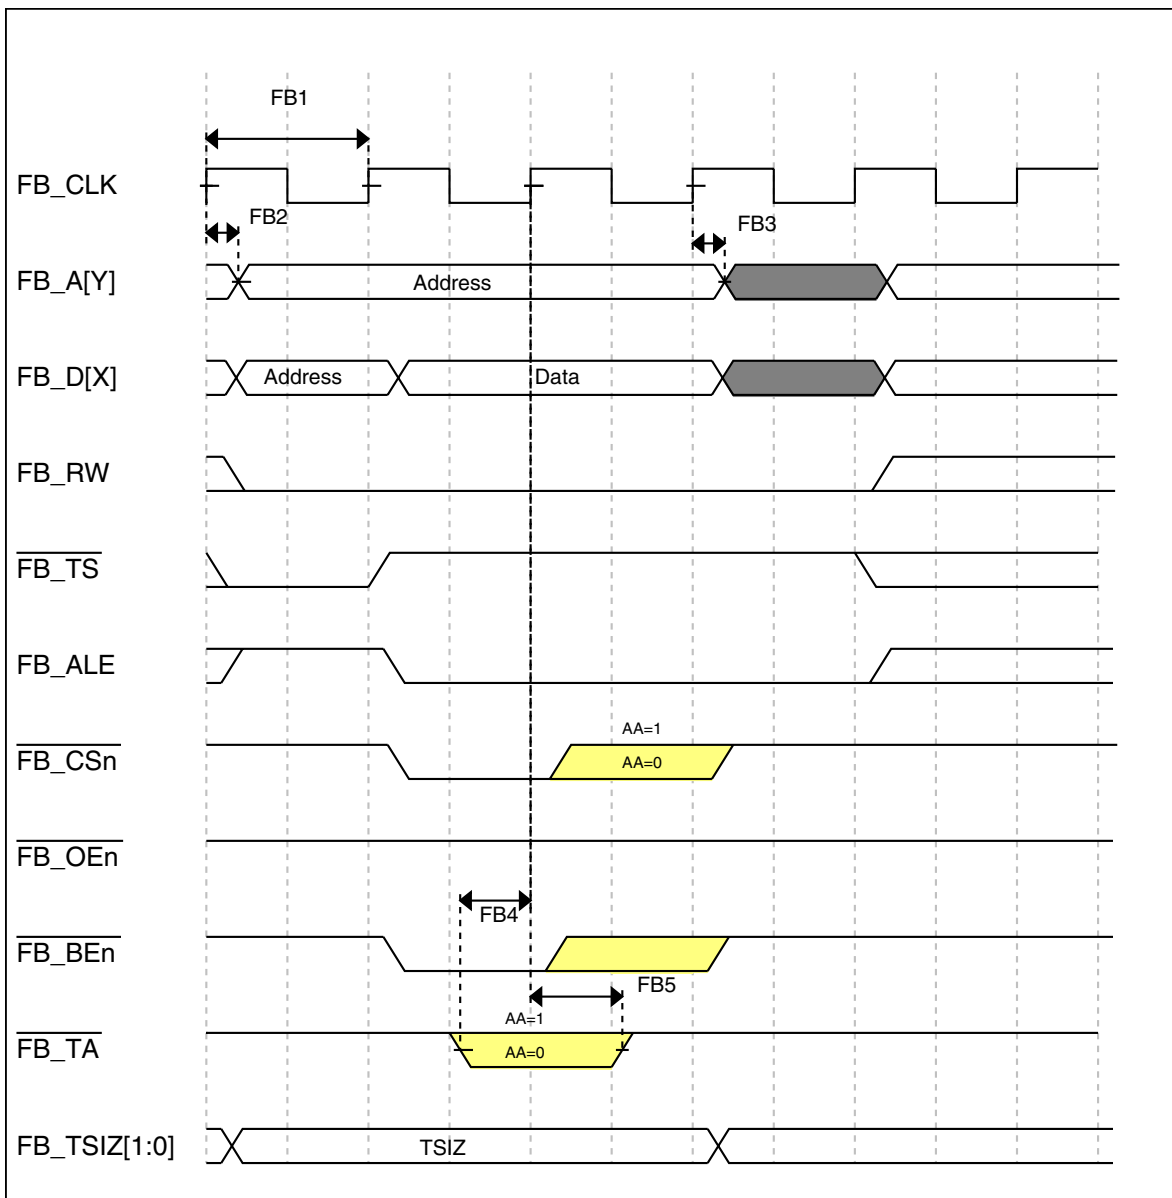 FB1
FB_CLK
FB2
FB3
FB_A[Y]
Address
FB_D[X]
Address
Data
FB_RW
FB_TS
FB_ALE
AA=1
FB_CSn
AA=0
FB_OEn
FB4
FB_BEn
FB5
AA=1
FB_TA
AA=0
FB_TSIZ[1:0]
TSIZ